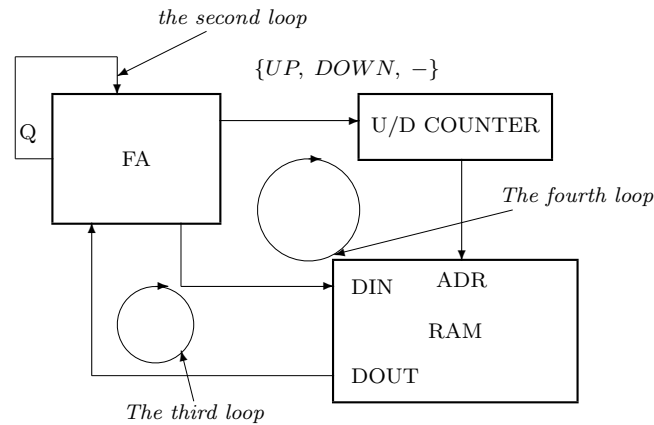 the second loop
{UP, DOWN, −}
Q
FA
U/D COUNTER
The fourth loop
DIN
ADR
RAM
DOUT
The third loop